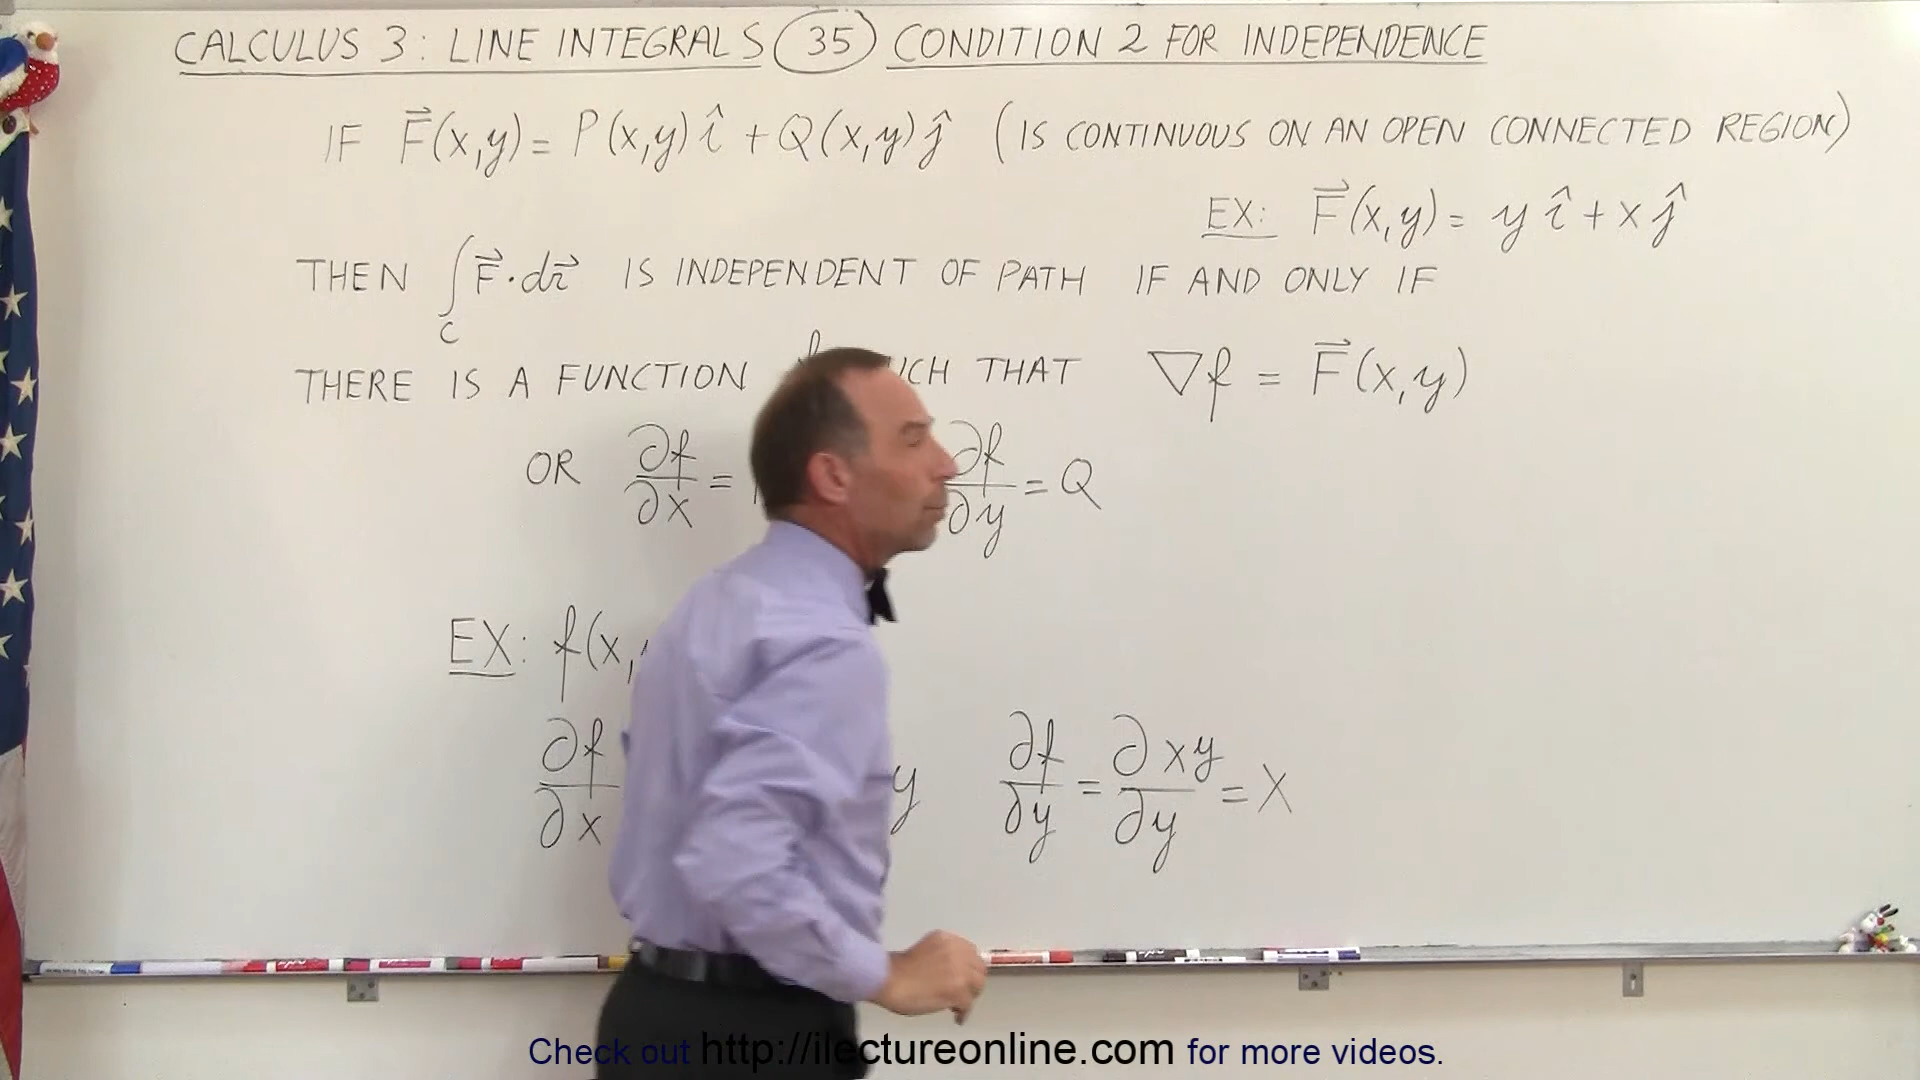 CALCULUS 3: LINE INTEGRALS 35 CONDITION 2 FOR INDEPENDENCE
IF F⃗(x,y) = P(x,y) î + Q(x,y) ĵ (IS CONTINUOUS ON AN OPEN CONNECTED REGION)
EX: F⃗(x,y) = y î + x ĵ
THEN ∫_C F⃗·dr⃗ IS INDEPENDENT OF PATH IF AND ONLY IF
THERE IS A FUNCTION THAT ∇f = F⃗(x,y)
OR ∂f/∂x = ∂f/∂y = Q
EX: f(x,
∂f/∂x y ∂f/∂y = ∂xy/∂y = X
Check out http://ilectureonline.com for more videos.